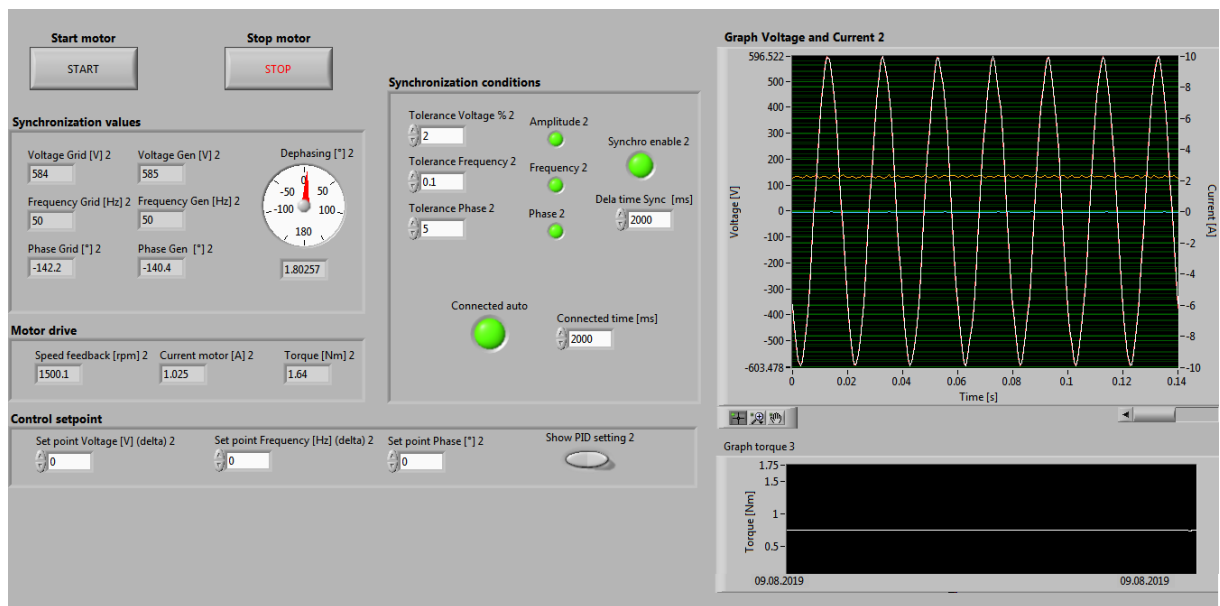 Start motor
START
Stop motor
STOP
Synchronization values
Voltage Grid [V] 2
584
Voltage Gen [V] 2
585
Dephasing [°] 2
-50 0 50
-100 100
180
1.80257
Frequency Grid [Hz] 2
50
Frequency Gen [Hz] 2
50
Phase Grid [°] 2
-142.2
Phase Gen [°] 2
-140.4
Motor drive
Speed feedback [rpm] 2
1500.1
Current motor [A] 2
1.025
Torque [Nm] 2
1.64
Control setpoint
Set point Voltage [V] (delta) 2
0
Set point Frequency [Hz] (delta) 2
0
Set point Phase [°] 2
0
Show PID setting 2
Synchronization conditions
Tolerance Voltage % 2
2
Amplitude 2
Synchro enable 2
Tolerance Frequency 2
0.1
Frequency 2
Dela time Sync [ms]
2000
Tolerance Phase 2
5
Phase 2
Connected auto
Connected time [ms]
2000
Graph Voltage and Current 2
Voltage [V]
596.522
500
400
300
200
100
0
-100
-200
-300
-400
-500
-603.478
10
8
6
4
2
0
-2
-4
-6
-8
-10
Current [A]
0 0.02 0.04 0.06 0.08 0.1 0.12 0.14
Time [s]
Graph torque 3
Torque [Nm]
1.75
1.5
1
0.5
09.08.2019 09.08.2019